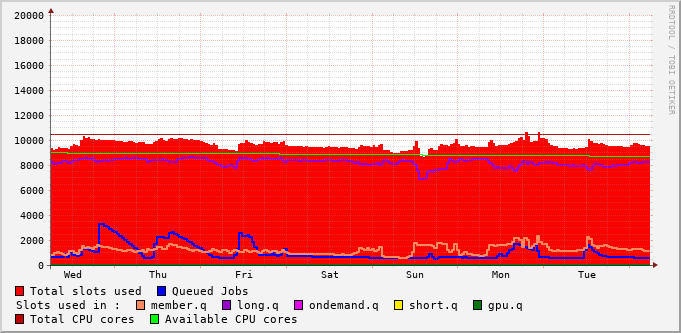 20000
18000
16000
14000
12000
10000
8000
6000
4000
2000
0
Wed Thu Fri Sat Sun Mon Tue
RRDTOOL / TOBI OETIKER
Total slots used Queued Jobs
Slots used in : member.q long.q ondemand.q short.q gpu.q
Total CPU cores Available CPU cores